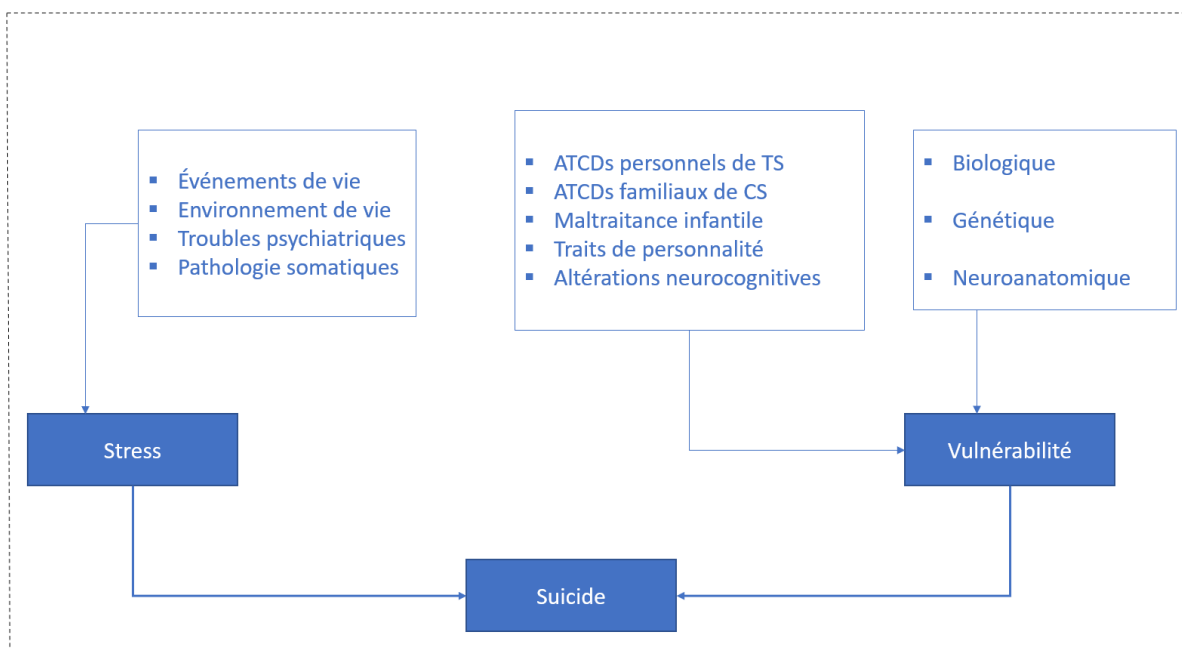 Événements de vie
Environnement de vie
Troubles psychiatriques
Pathologie somatiques
ATCDs personnels de TS
ATCDs familiaux de CS
Maltraitance infantile
Traits de personnalité
Altérations neurocognitives
Biologique
Génétique
Neuroanatomique
Stress
Vulnérabilité
Suicide